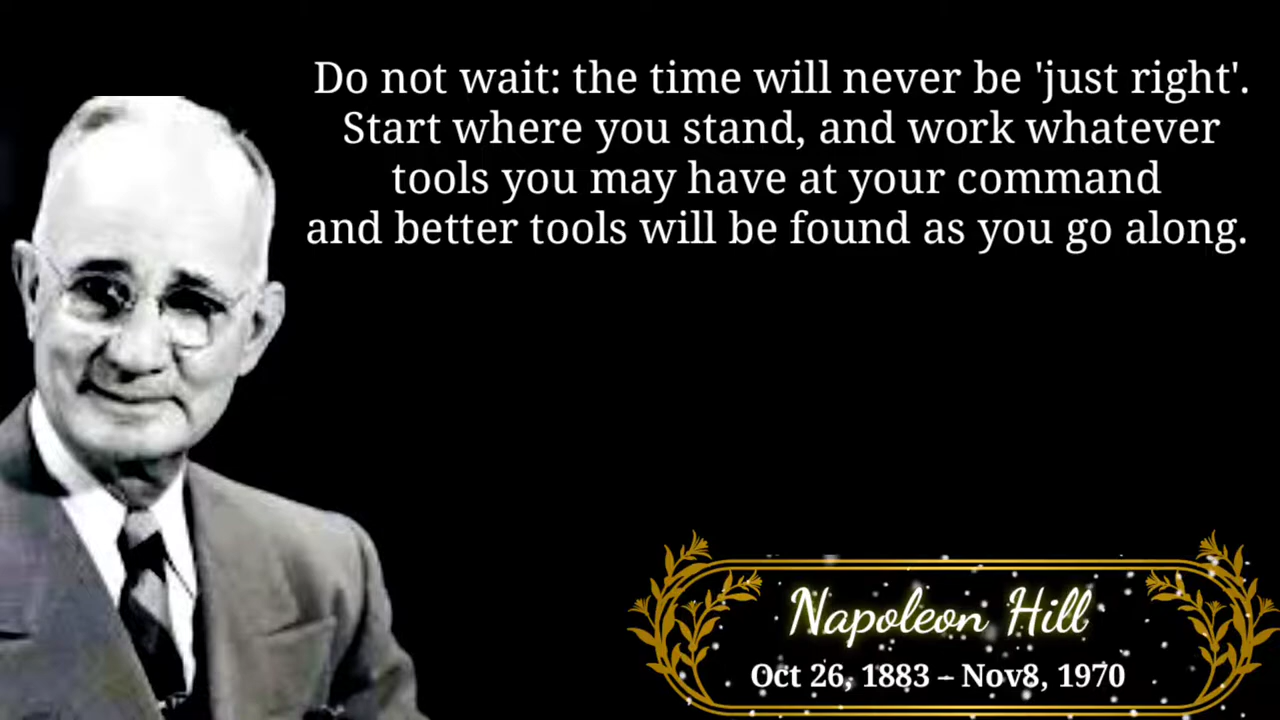 Do not wait: the time will never be 'just right'.
Start where you stand, and work whatever
tools you may have at your command
and better tools will be found as you go along.
Napoleon Hill
Oct 26, 1883 – Nov8, 1970